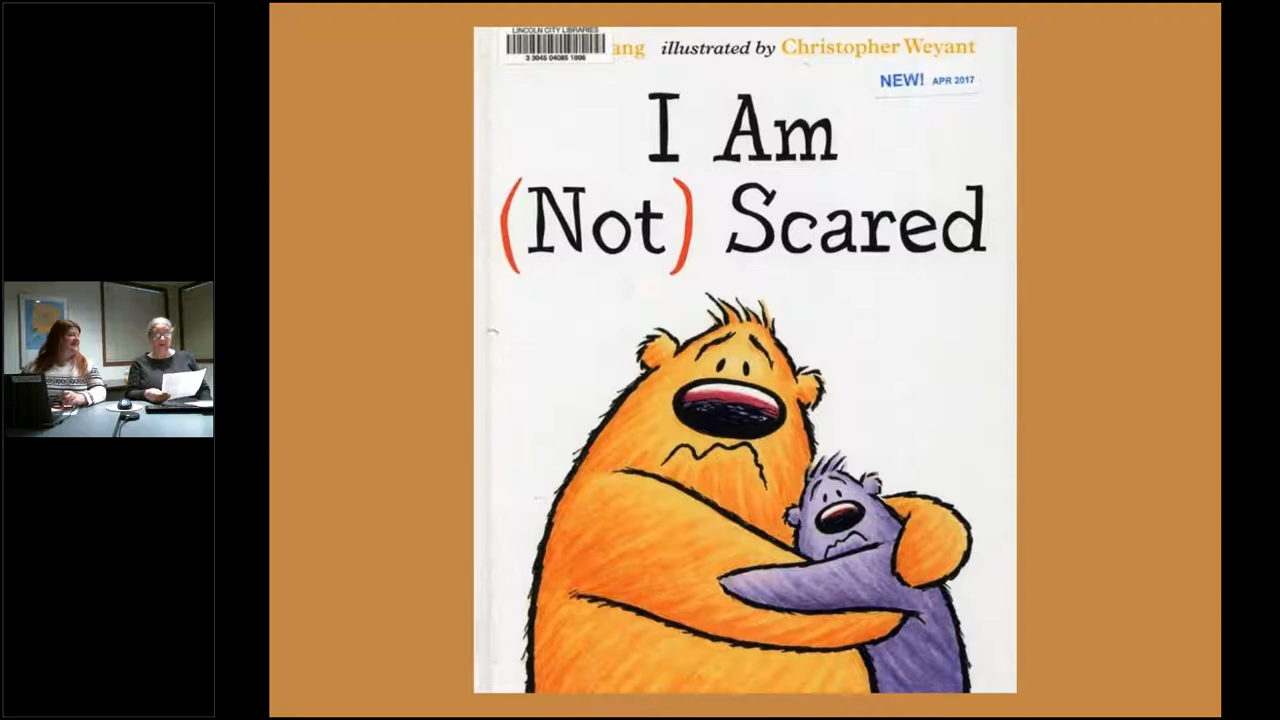 LINCOLN CITY LIBRARIES
3 3045 04085 1806
ang illustrated by Christopher Weyant
NEW! APR 2017
I Am
(Not) Scared